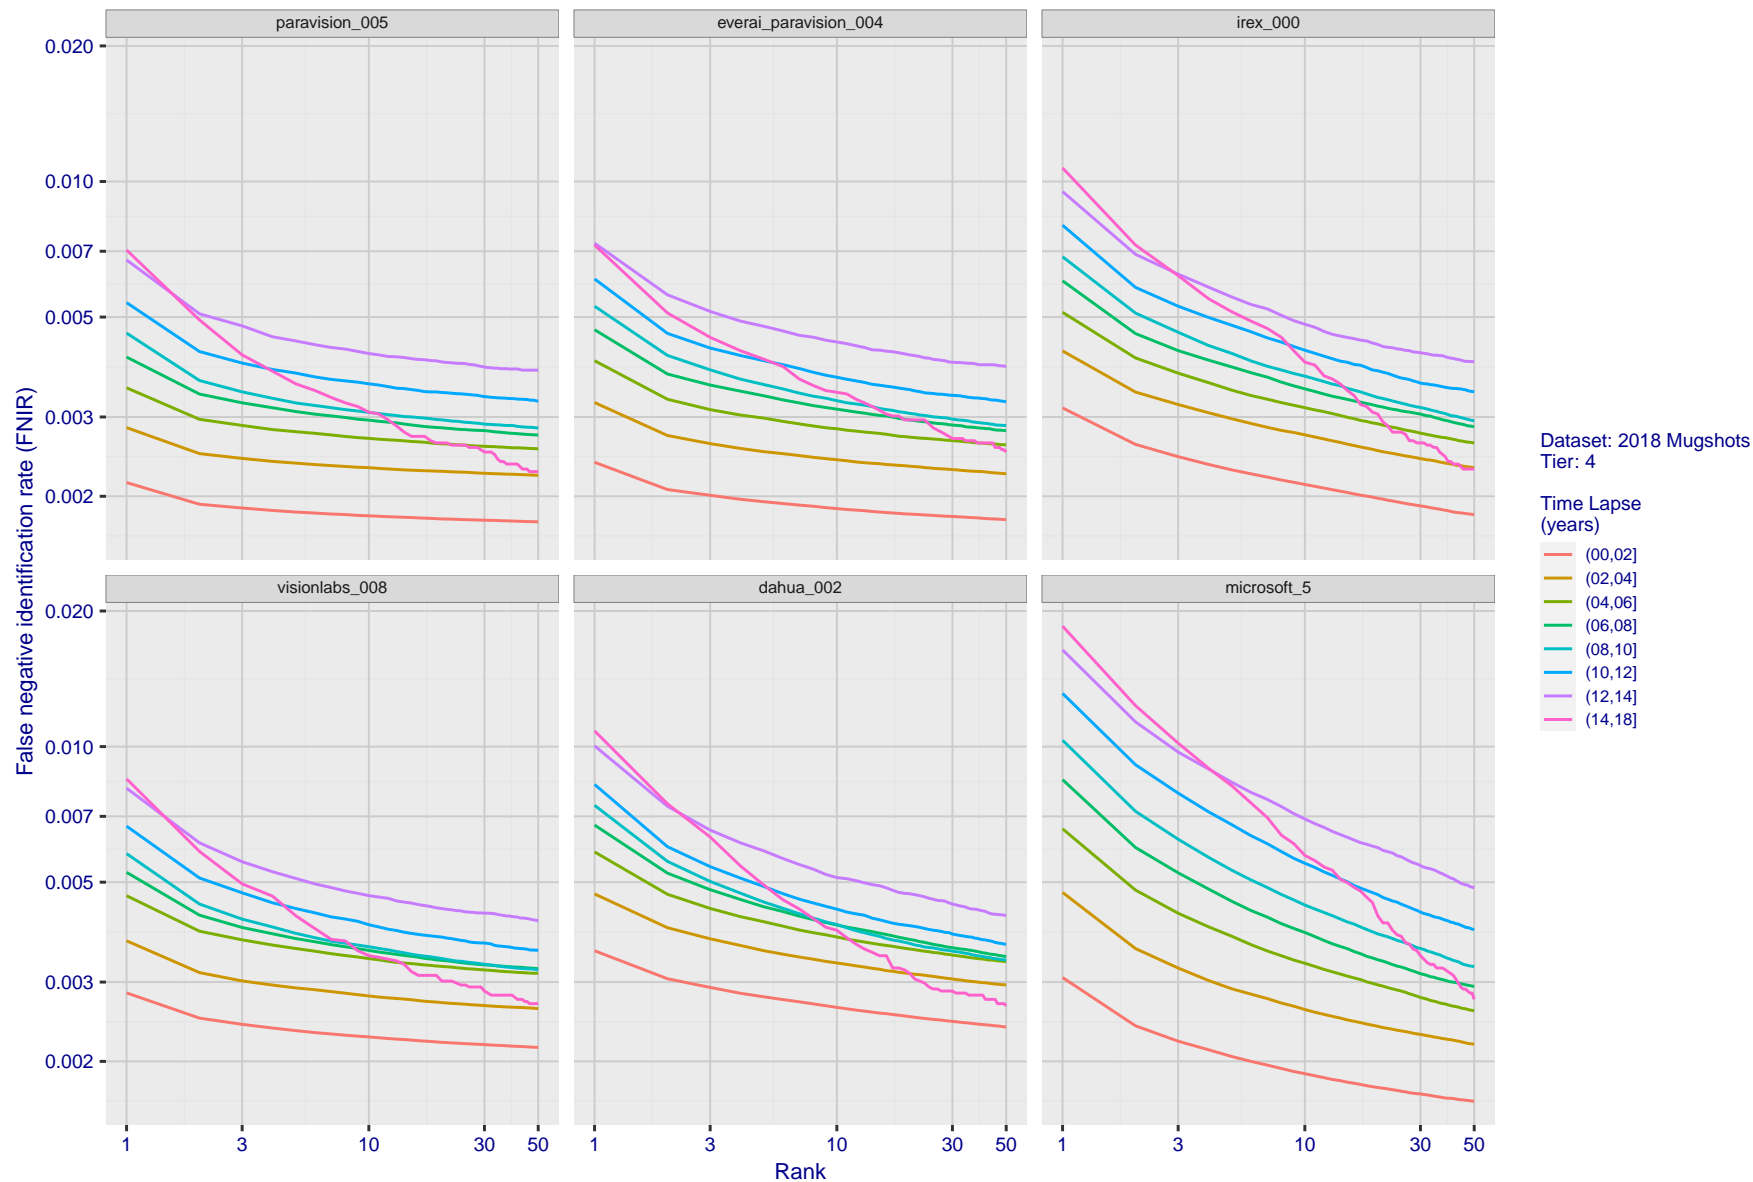 paravision_005
everai_paravision_004
irex_000
0.020
0.010
0.007
0.005
0.003
0.002
visionlabs_008
dahua_002
microsoft_5
0.020
0.010
0.007
0.005
0.003
0.002
1 3 10 30 50
1 3 10 30 50
1 3 10 30 50
Rank
False negative identification rate (FNIR)
Dataset: 2018 Mugshots
Tier: 4
Time Lapse
(years)
(00,02]
(02,04]
(04,06]
(06,08]
(08,10]
(10,12]
(12,14]
(14,18]